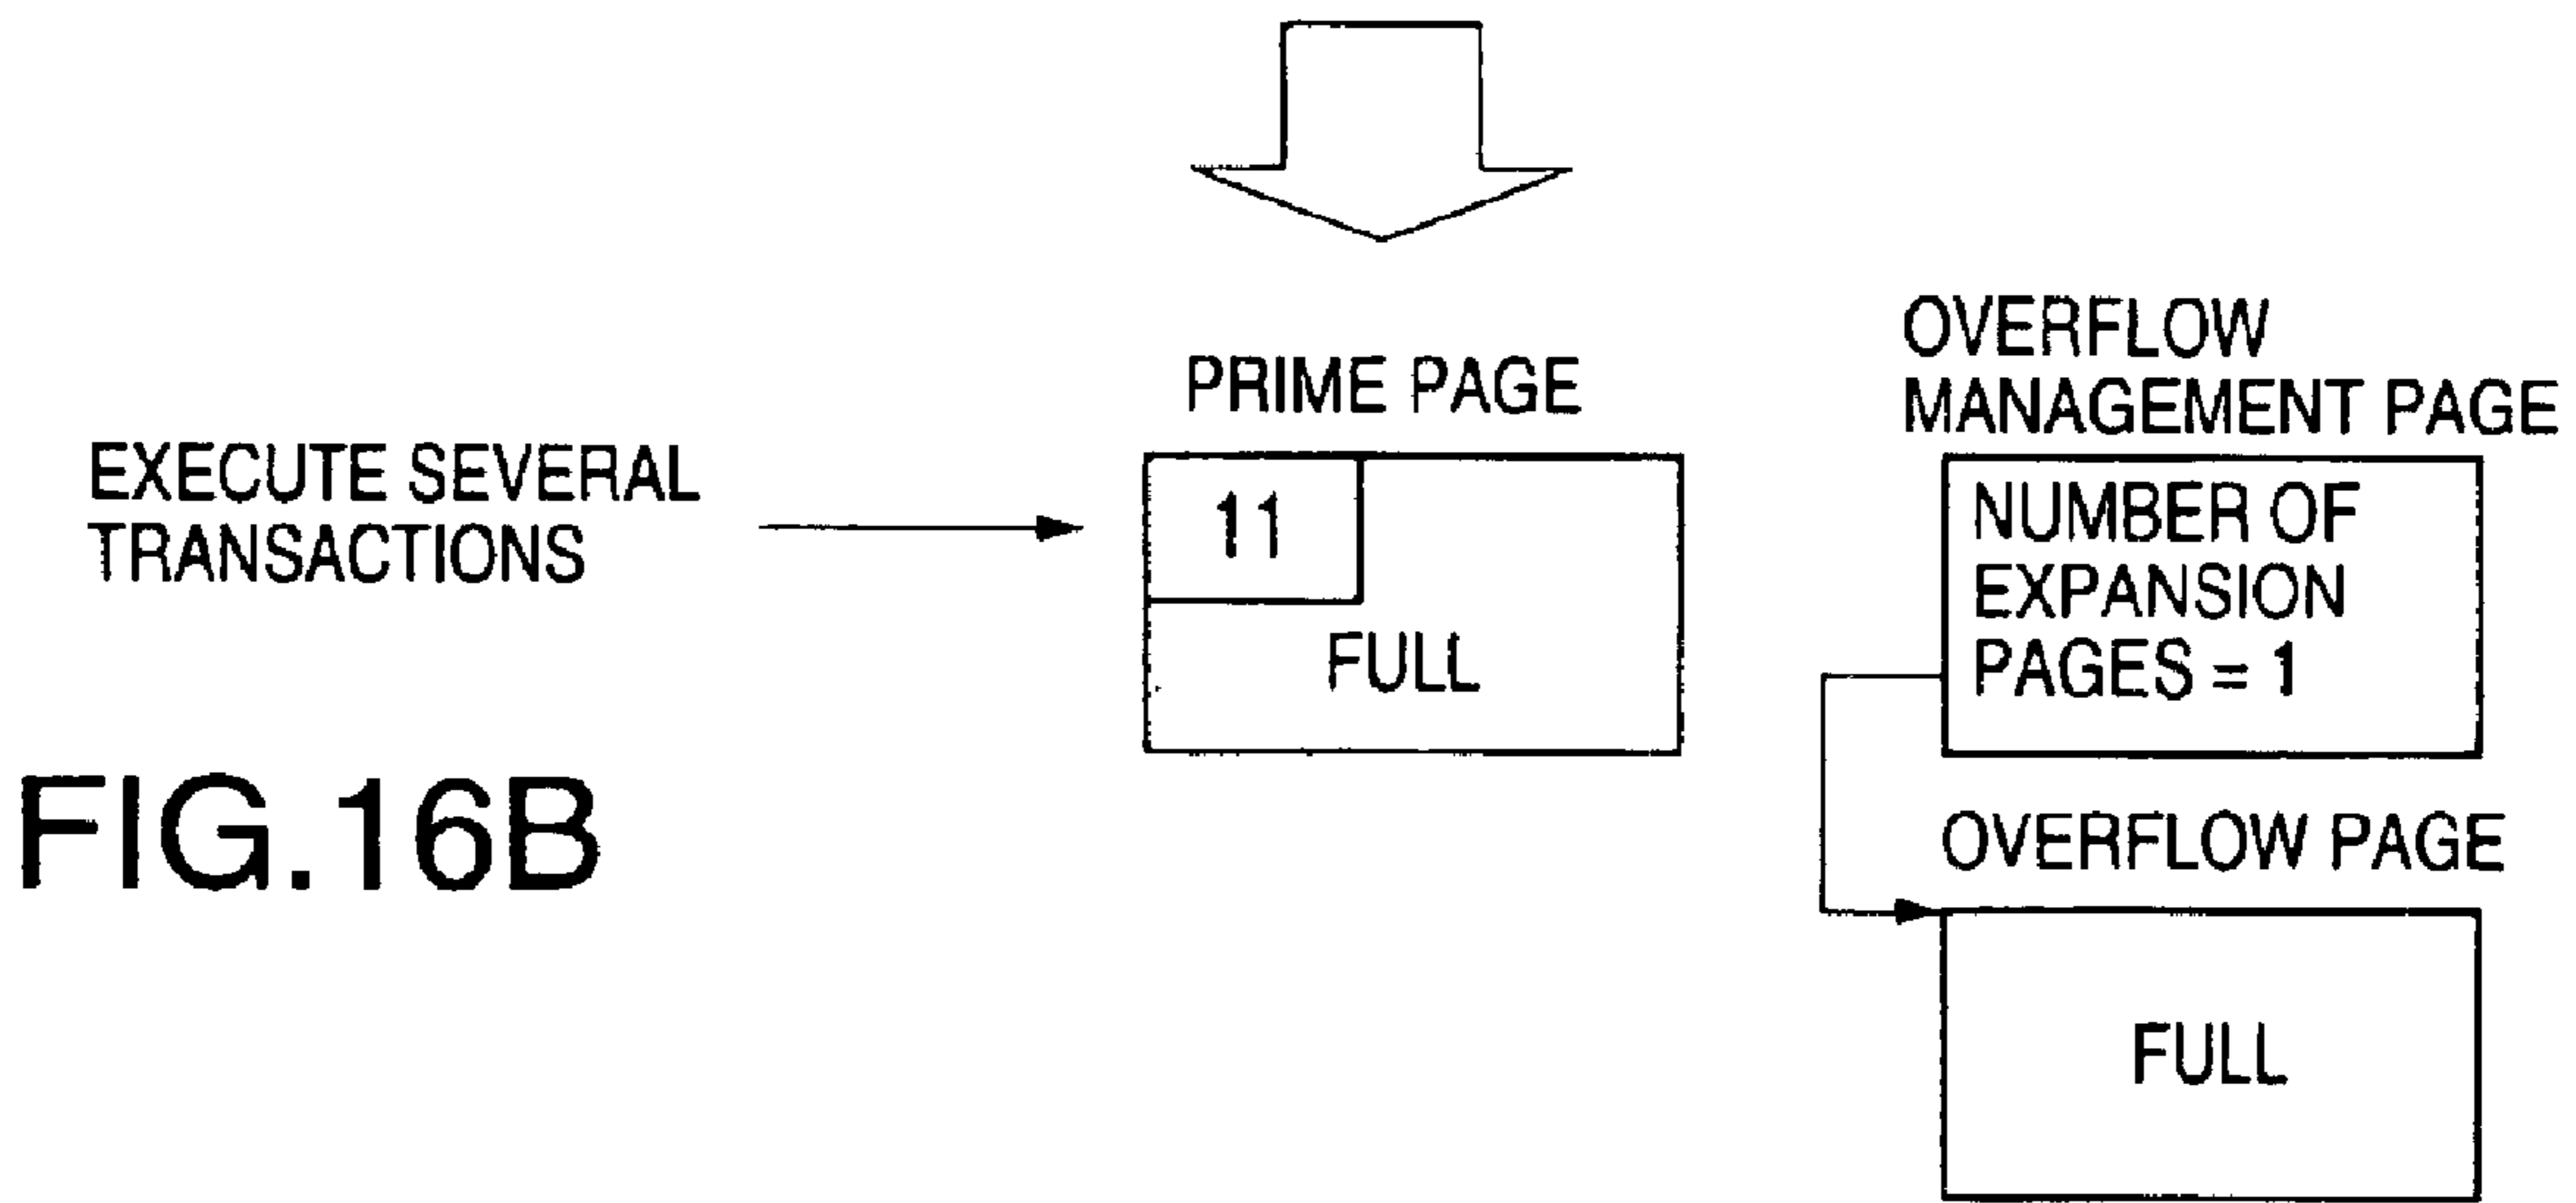 EXECUTE SEVERAL
TRANSACTIONS
FIG.16B
PRIME PAGE
11
FULL
OVERFLOW
MANAGEMENT PAGE
NUMBER OF
EXPANSION
PAGES = 1
OVERFLOW PAGE
FULL